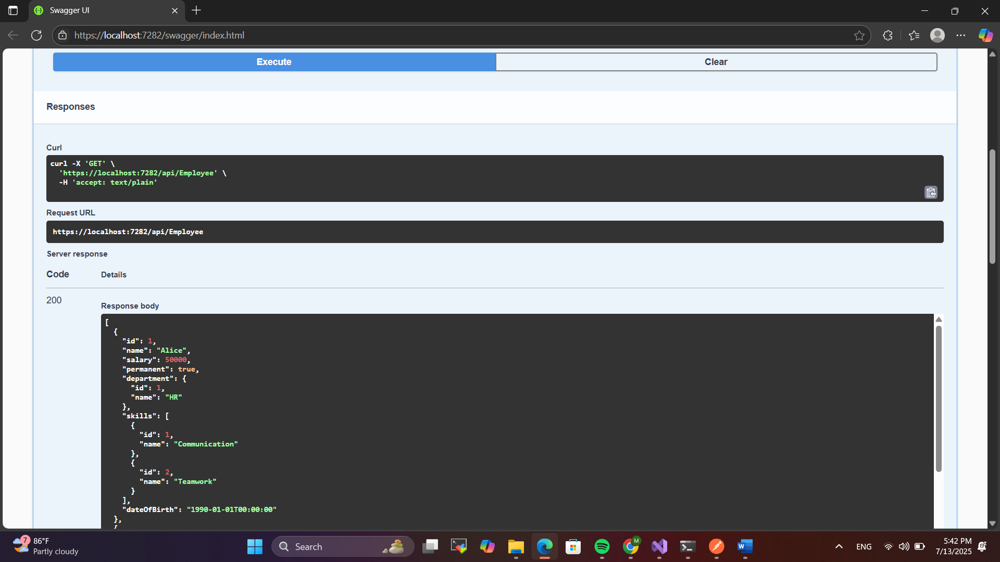 Swagger UI
https://localhost:7282/swagger/index.html
Execute
Clear
Responses
Curl
curl -X 'GET' \
  'https://localhost:7282/api/Employee' \
  -H 'accept: text/plain'
Request URL
https://localhost:7282/api/Employee
Server response
Code
Details
200
Response body
[
  {
    "id": 1,
    "name": "Alice",
    "salary": 50000,
    "permanent": true,
    "department": {
      "id": 1,
      "name": "HR"
    },
    "skills": [
      {
        "id": 1,
        "name": "Communication"
      },
      {
        "id": 2,
        "name": "Teamwork"
      }
    ],
    "dateOfBirth": "1990-01-01T00:00:00"
  },
  {
7
86°F
Partly cloudy
Search
M
ENG
5:42 PM
7/13/2025